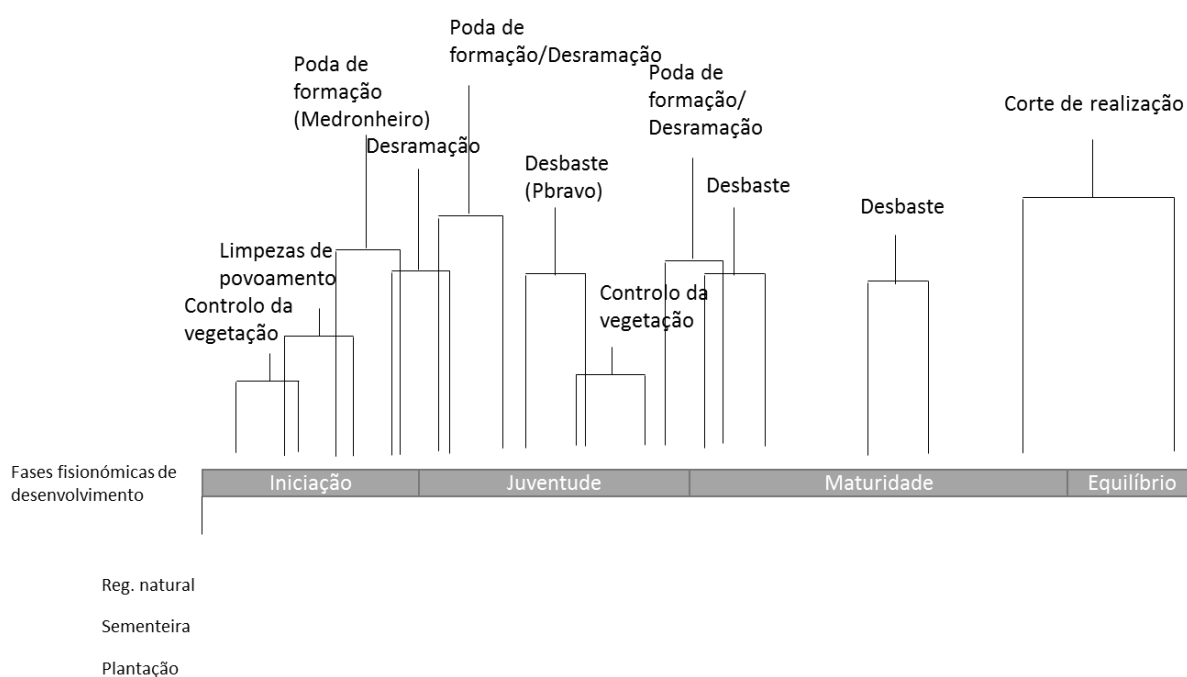 Poda de
formação/Desramação
Poda de
formação
(Medronheiro)
Desramação
Poda de
formação/
Desramação
Corte de realização
Desbaste
(Pbravo)
Desbaste
Desbaste
Limpezas de
povoamento
Controlo da
vegetação
Controlo da
vegetação
Fases fisionómicas de
desenvolvimento
Iniciação
Juventude
Maturidade
Equilíbrio
Reg. natural
Sementeira
Plantação